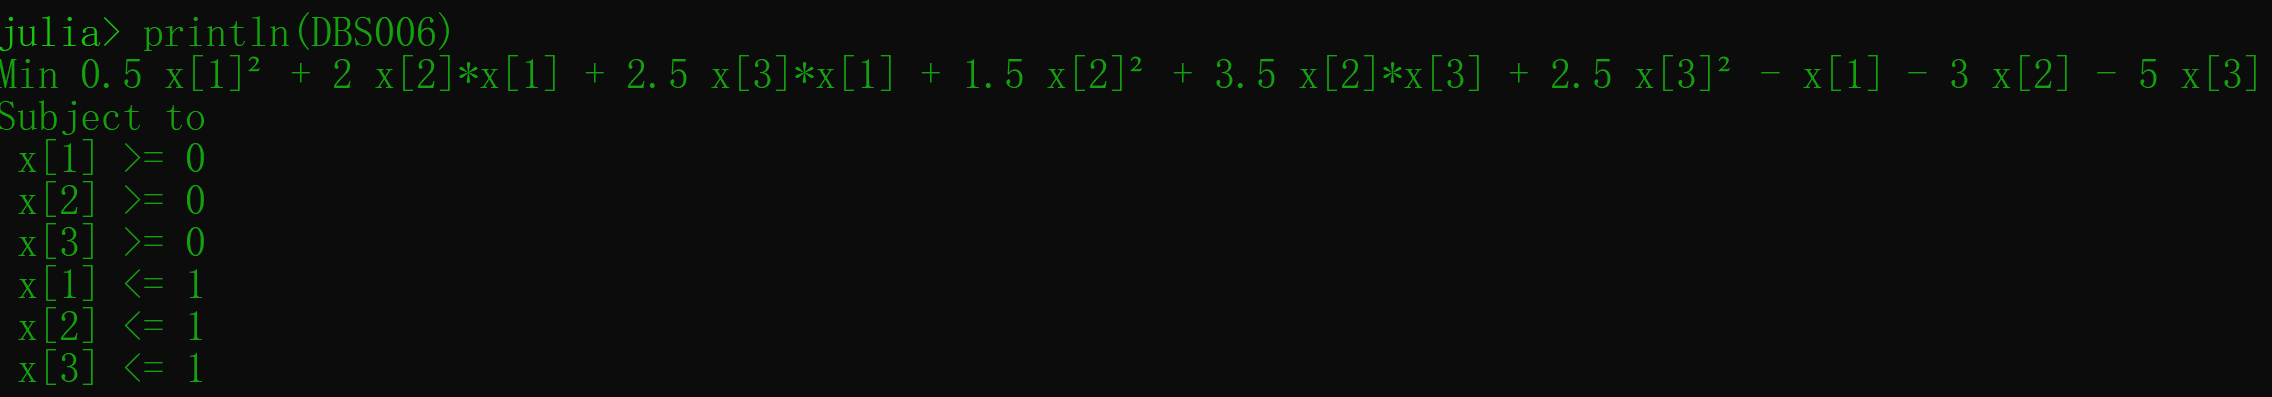 julia> println(DBS006)
Min 0.5 x[1]² + 2 x[2]*x[1] + 2.5 x[3]*x[1] + 1.5 x[2]² + 3.5 x[2]*x[3] + 2.5 x[3]² - x[1] - 3 x[2] - 5 x[3]
Subject to
 x[1] >= 0
 x[2] >= 0
 x[3] >= 0
 x[1] <= 1
 x[2] <= 1
 x[3] <= 1